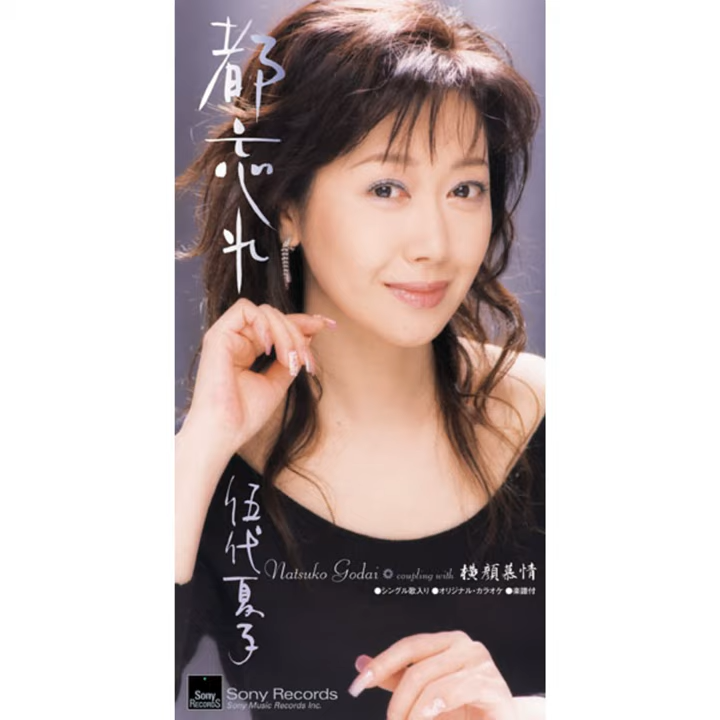 都忘れ
伍代夏子
Natsuko Godai coupling with 横顔慕情
●シングル歌入り ●オリジナル・カラオケ ●楽譜付
Sony Records Sony Records
Sony Music Records Inc.